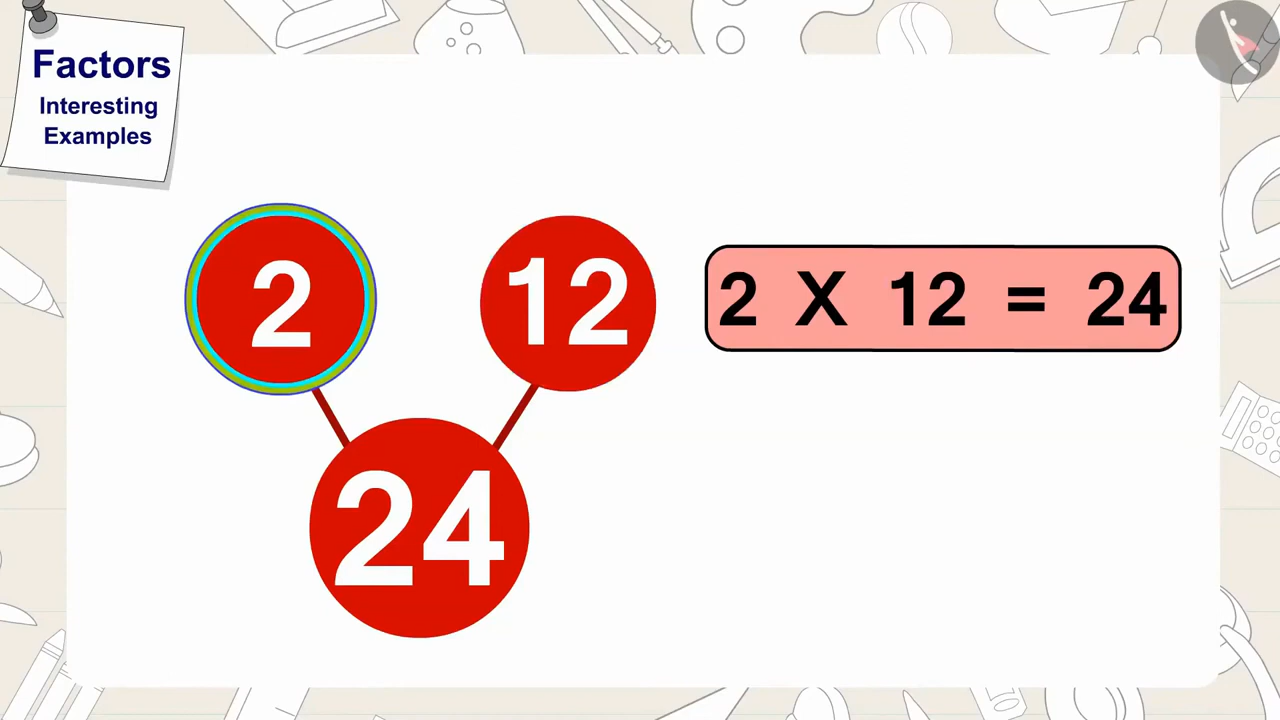 Factors
Interesting
Examples
2
12
2 X 12 = 24
24